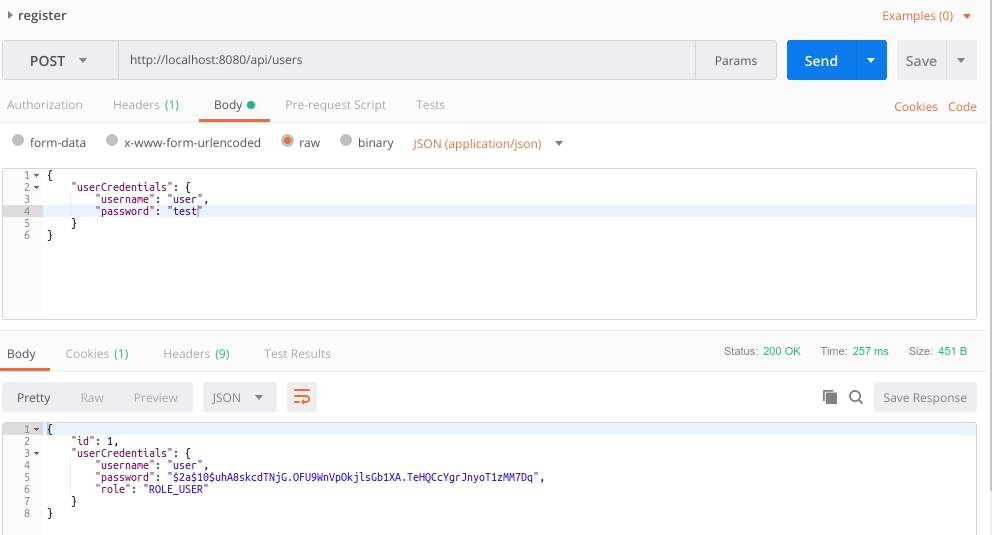 register
Examples (0)
POST
http://localhost:8080/api/users
Params
Send
Save
Authorization
Headers (1)
Body
Pre-request Script
Tests
Cookies
Code
form-data
x-www-form-urlencoded
raw
binary
JSON (application/json)
1 {
2 "userCredentials": {
3 "username": "user",
4 "password": "test"
5 }
6 }
Body
Cookies (1)
Headers (9)
Test Results
Status: 200 OK
Time: 257 ms
Size: 451 B
Pretty
Raw
Preview
JSON
Save Response
1 {
2 "id": 1,
3 "userCredentials": {
4 "username": "user",
5 "password": "$2a$10$uhA8skcdTNjG.OFU9WnVpOkjlsGb1XA.TeHQCcYgrJnyoT1zMM7Dq",
6 "role": "ROLE_USER"
7 }
8 }